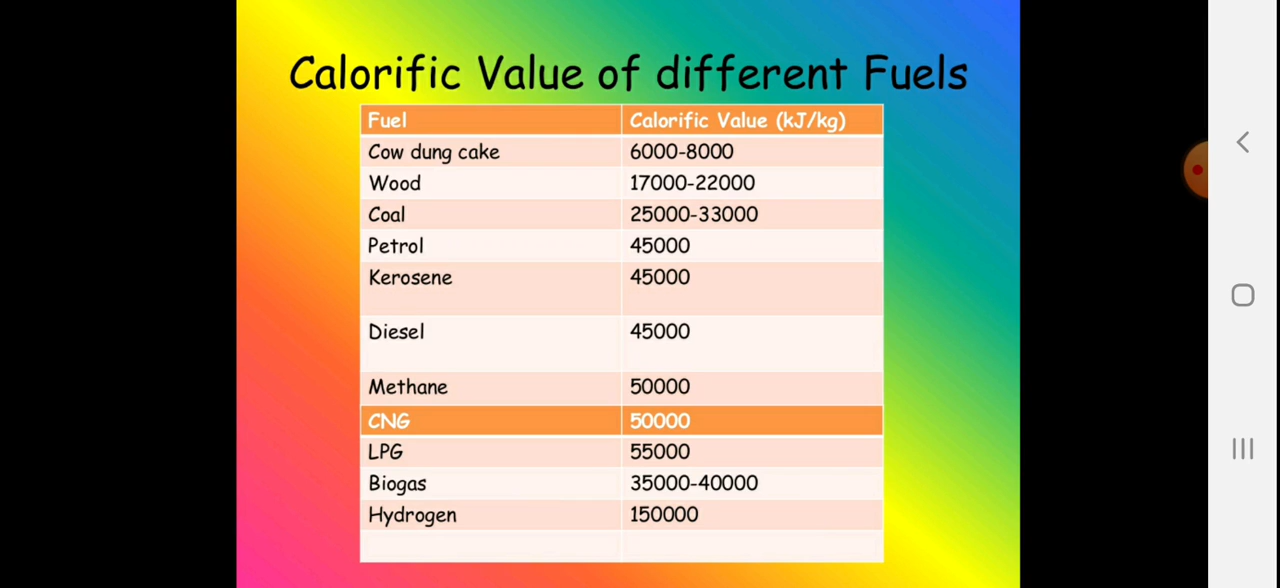 Calorific Value of different Fuels
Fuel Calorific Value (kJ/kg)
Cow dung cake 6000-8000
Wood 17000-22000
Coal 25000-33000
Petrol 45000
Kerosene 45000
Diesel 45000
Methane 50000
CNG 50000
LPG 55000
Biogas 35000-40000
Hydrogen 150000